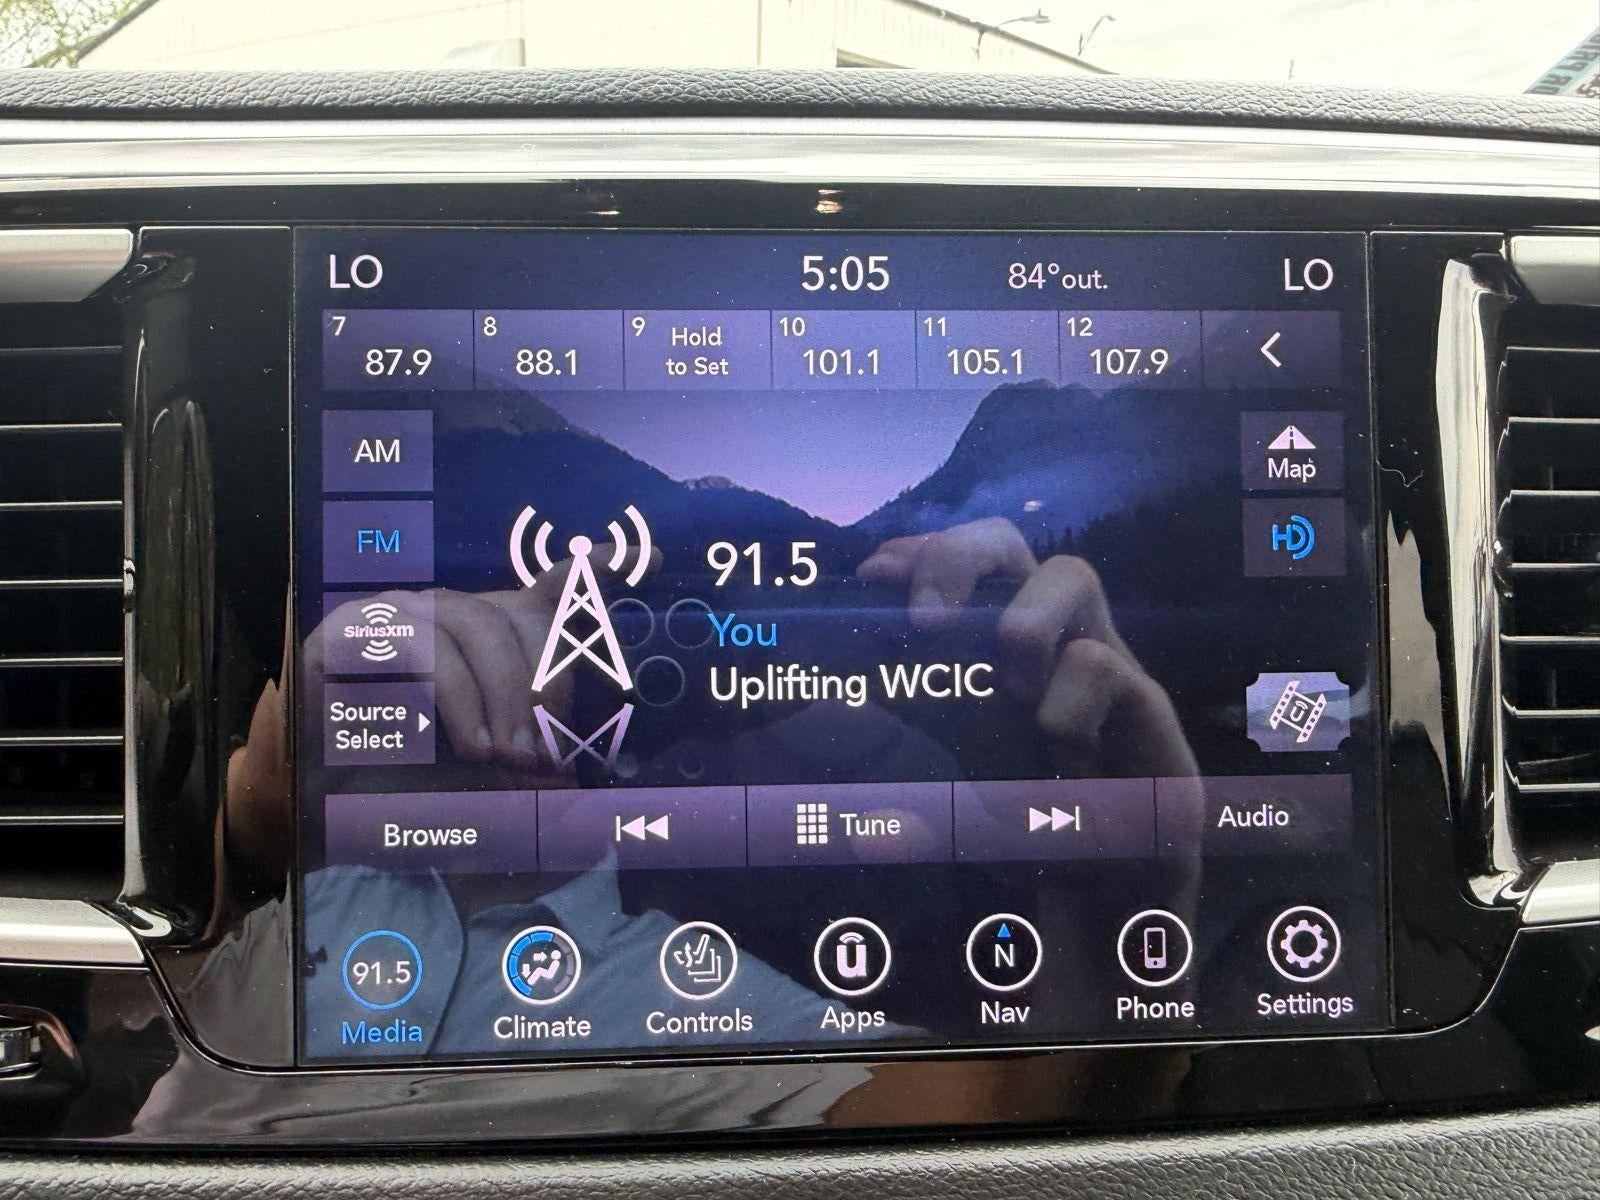 LO 5:05 84°out. LO
7 87.9
8 88.1
9 Hold to Set
10 101.1
11 105.1
12 107.9
AM
FM
SiriusXm
Source
Select
91.5
You
Uplifting WCIC
Map
HD
Browse Tune Audio
91.5 u N
Media Climate Controls Apps Nav Phone Settings